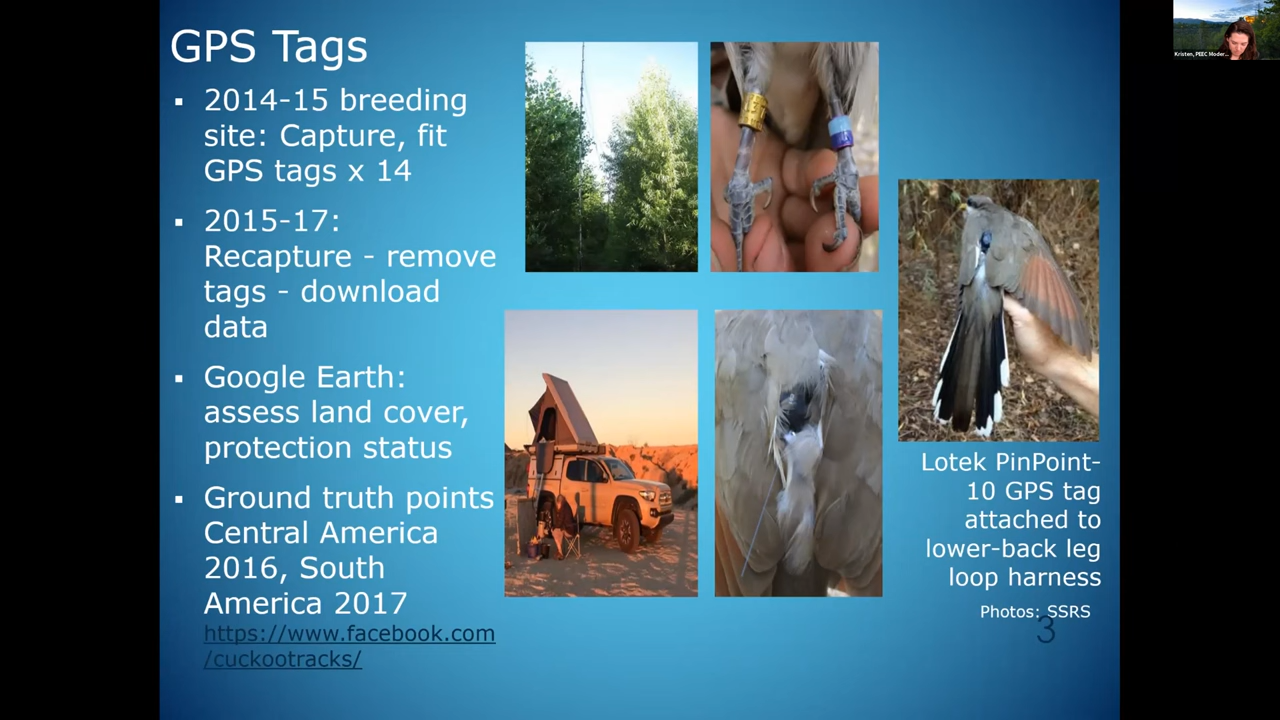 GPS Tags
▪ 2014-15 breeding
site: Capture, fit
GPS tags x 14
▪ 2015-17:
Recapture - remove
tags - download
data
▪ Google Earth:
assess land cover,
protection status
▪ Ground truth points
Central America
2016, South
America 2017
https://www.facebook.com
/cuckootracks/
Lotek PinPoint-
10 GPS tag
attached to
lower-back leg
loop harness
Photos: SSRS
3
Kristen, PEEC Moder...